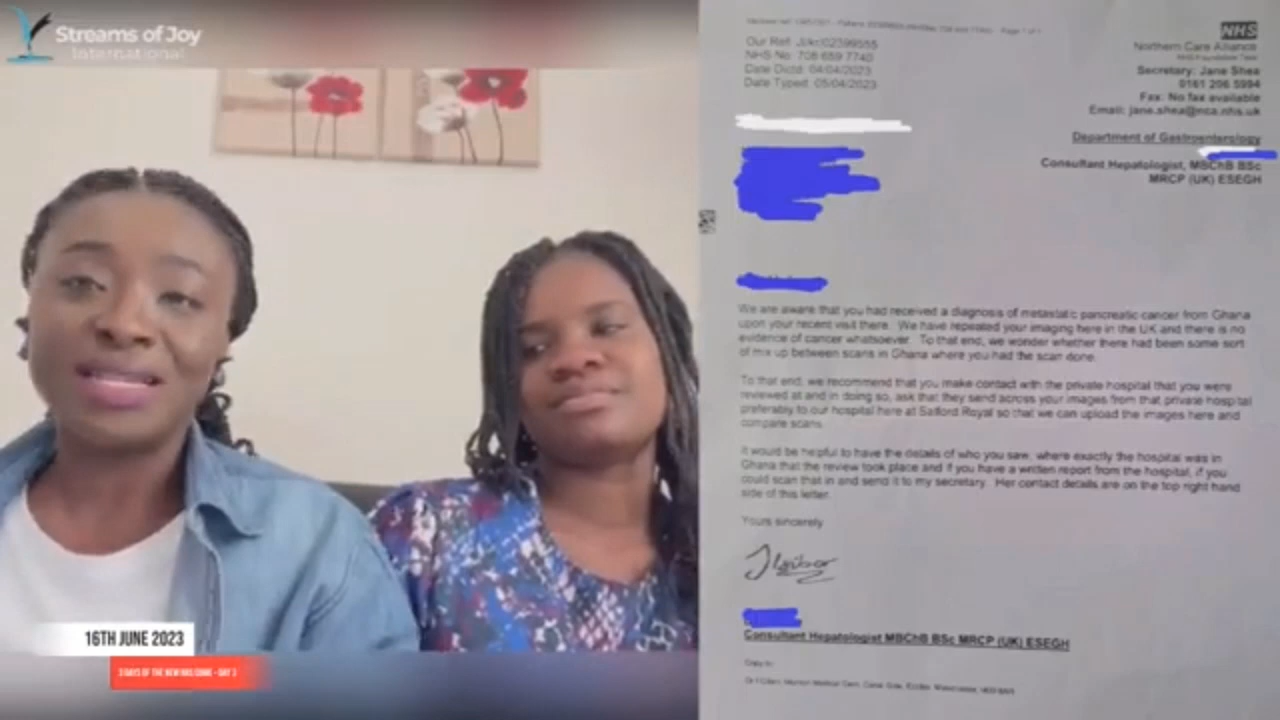 Streams of Joy
International
16TH JUNE 2023
Page 1 of 1
NHS
Our Ref:
NHS No: 708 659 7740
Date Dictd: 04/04/2023
Date Typed: 05/04/2023
Northern Care Alliance
NHS Foundation Trust
Secretary: Jane Shea
0161 206 5994
Fax: No fax available
Email: jane.shea@nca.nhs.uk
Department of Gastroenterology
Consultant Hepatologist, MBChB BSc
MRCP (UK) ESEGH
We are aware that you had received a diagnosis of metastatic pancreatic cancer from Ghana
upon your recent visit there. We have repeated your imaging here in the UK and there is no
evidence of cancer whatsoever. To that end, we wonder whether there had been some sort
of mix up between scans in Ghana where you had the scan done.
To that end, we recommend that you make contact with the private hospital that you were
reviewed at and in doing so, ask that they send across your images from that private hospital
preferably to our hospital here at Salford Royal so that we can upload the images here and
compare scans.
It would be helpful to have the details of who you saw, where exactly the hospital was in
Ghana that the review took place and if you have a written report from the hospital, if you
could scan that in and send it to my secretary. Her contact details are on the top right hand
side of this letter.
Yours sincerely
Consultant Hepatologist MBChB BSc MRCP (UK) ESEGH
Copy to: